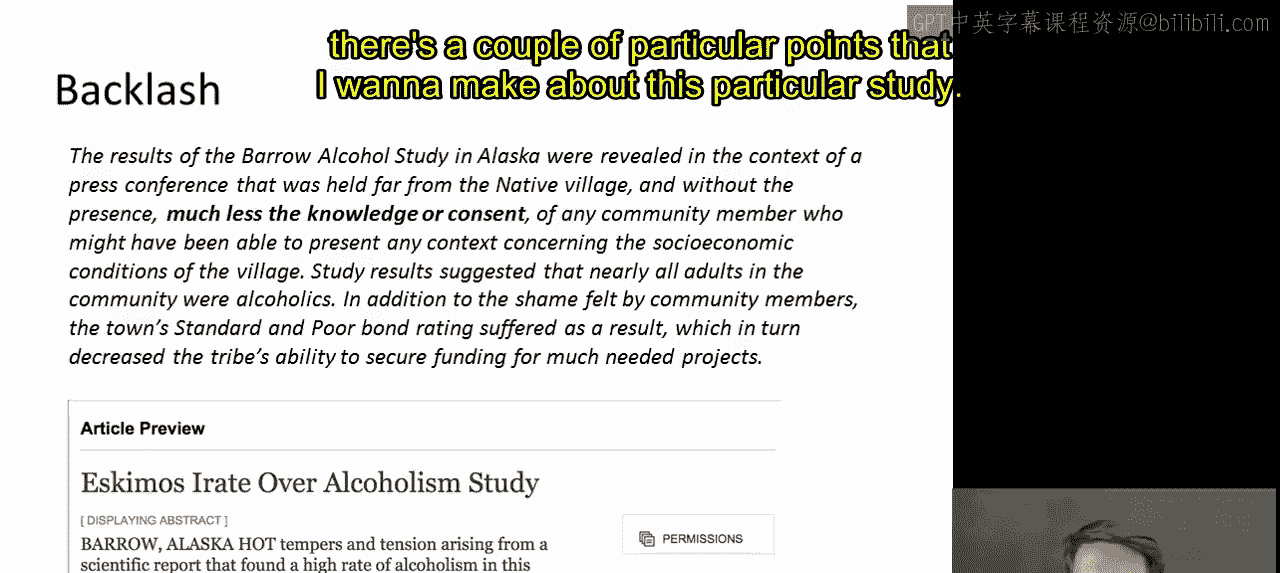 GPT中英字幕课程资源@bilibili.com
there's a couple of particular points that
I wanna make about this particular study.
Backlash
The results of the Barrow Alcohol Study in Alaska were revealed in the context of a
press conference that was held far from the Native village, and without the
presence, much less the knowledge or consent, of any community member who
might have been able to present any context concerning the socioeconomic
conditions of the village. Study results suggested that nearly all adults in the
community were alcoholics. In addition to the shame felt by community members,
the town's Standard and Poor bond rating suffered as a result, which in turn
decreased the tribe's ability to secure funding for much needed projects.
Article Preview
Eskimos Irate Over Alcoholism Study
[ DISPLAYING ABSTRACT ]
PERMISSIONS
BARROW, ALASKA HOT tempers and tension arising from a
scientific report that found a high rate of alcoholism in this